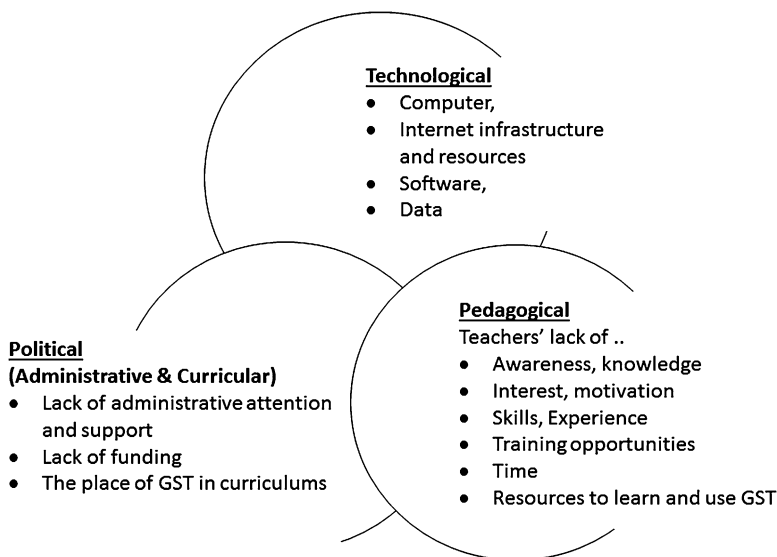 Technological
● Computer,
● Internet infrastructure
and resources
● Software,
● Data
Political
(Administrative & Curricular)
● Lack of administrative attention
and support
● Lack of funding
● The place of GST in curriculums
Pedagogical
Teachers’ lack of ..
● Awareness, knowledge
● Interest, motivation
● Skills, Experience
● Training opportunities
● Time
● Resources to learn and use GST